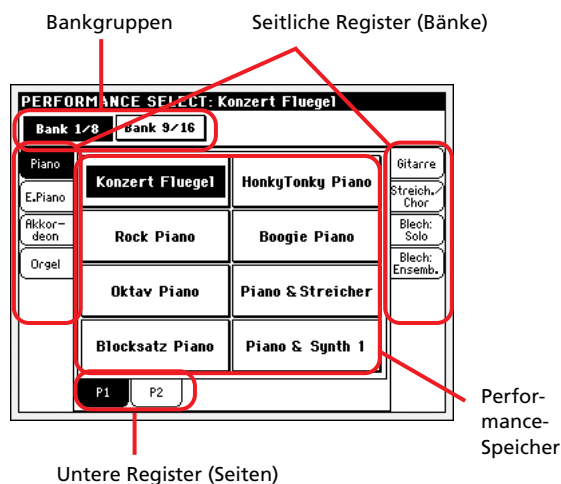 Bankgruppen
Seitliche Register (Bänke)
PERFORMANCE SELECT: Konzert Fluegel
Bank 1/8
Bank 9/16
Piano
E.Piano
Akkor-
deon
Orgel
Konzert Fluegel
HonkyTonky Piano
Rock Piano
Boogie Piano
Oktav Piano
Piano & Streicher
Blocksatz Piano
Piano & Synth 1
Gitarre
Streich./
Chor
Blech:
Solo
Blech:
Ensemb.
P1
P2
Perfor-
mance-
Speicher
Untere Register (Seiten)